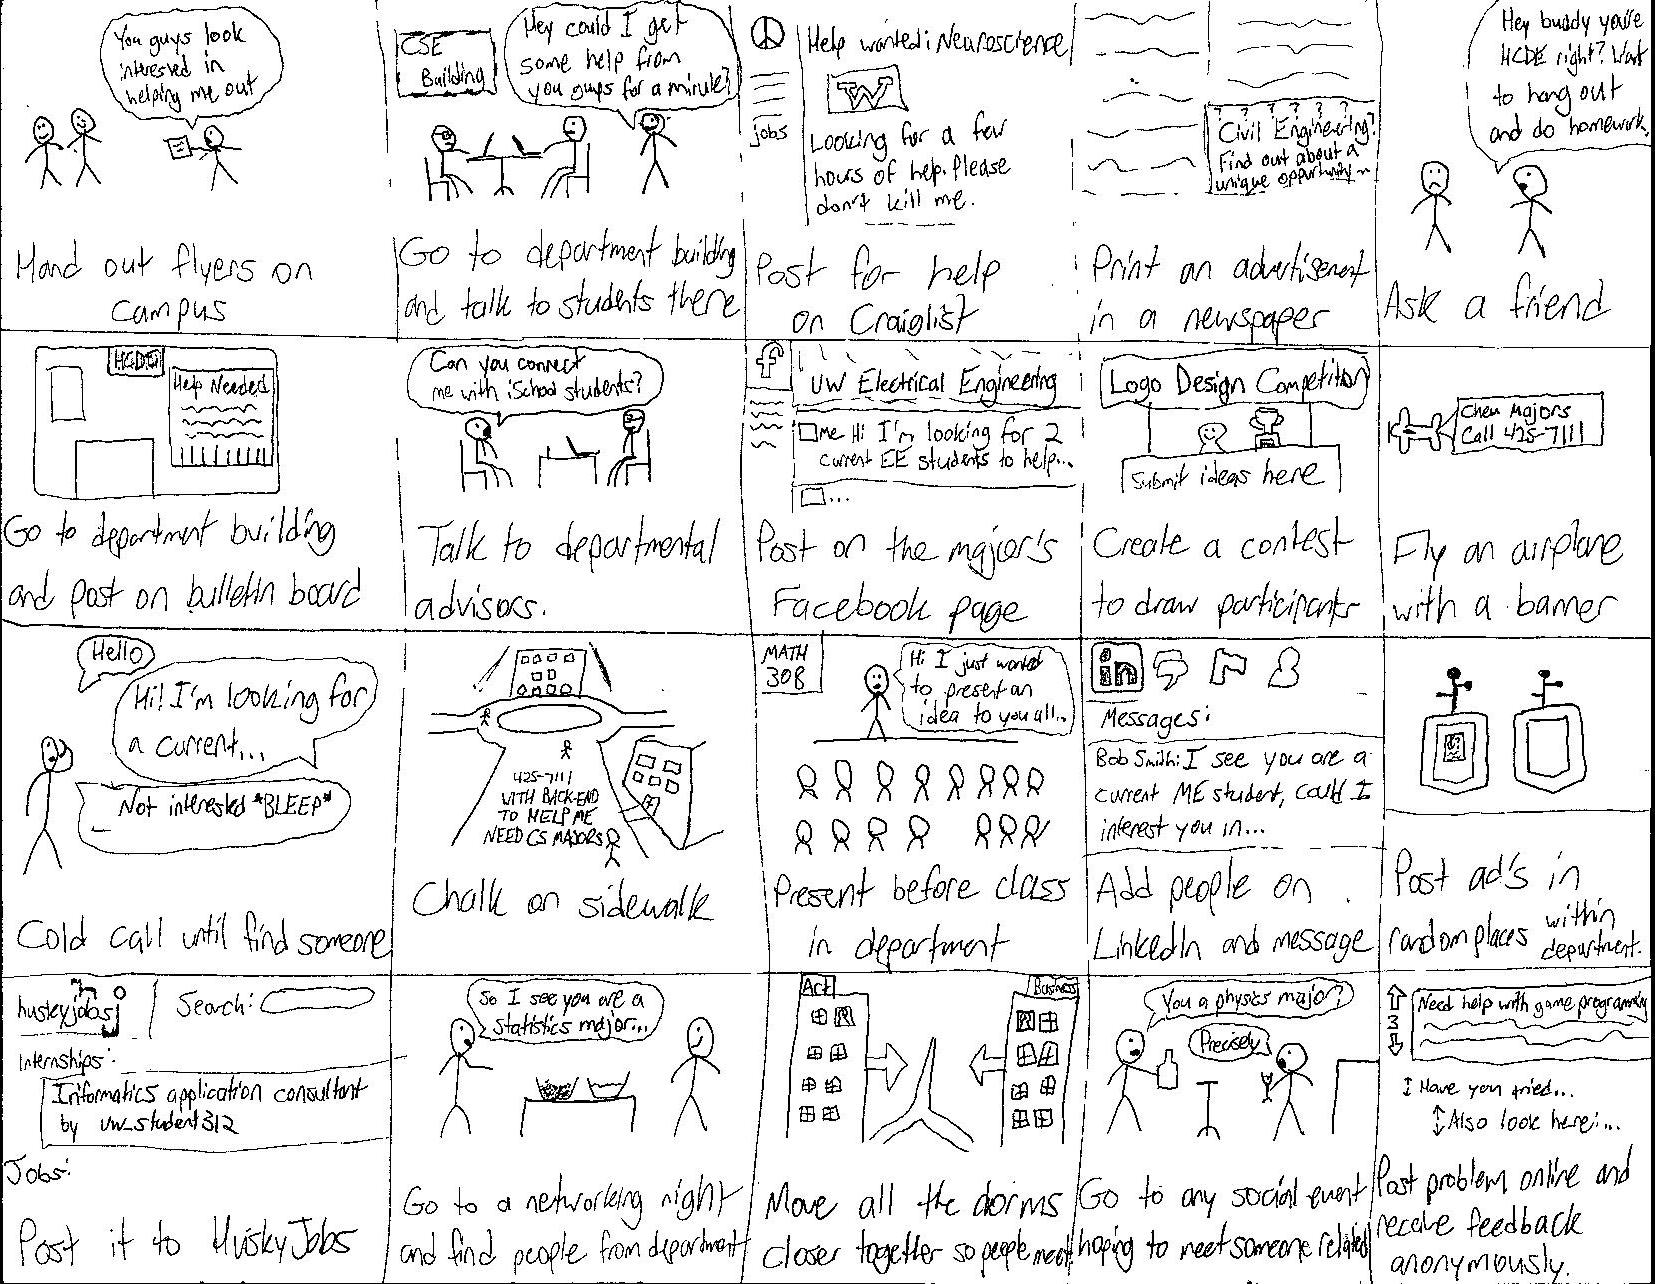 You guys look
interested in
helping me out
Hand out flyers on
campus
CSE
Building
Hey could I get
some help from
you guys for a minute?
Go to department building
and talk to students there
Help wanted: Neuroscience
jobs
W
Looking for a few
hours of help. Please
don't kill me.
Post for help
on Craiglist
? ? ? ? ? ?
Civil Engineering?
Find out about a
unique opportunity
Print an advertisement
in a newspaper
Hey buddy you're
HCDE right? Want
to hang out
and do homework.
Ask a friend
HCDE
Help Needed
Go to department building
and post on bulletin board
Can you connect
me with iSchool students?
Talk to departmental
advisors.
f
UW Electrical Engineering
Me Hi I'm looking for 2
current EE students to help...
...
Post on the major's
Facebook page
Logo Design Competition
Submit ideas here
Create a contest
to draw participants
Chem Majors
Call 425-7111
Fly an airplane
with a banner
Hello
Hi! I'm looking for
a current...
Not interested *BLEEP*
Cold call until find someone
425-7111
WITH BACK-END
TO HELP ME
NEED CS MAJORS
Chalk on sidewalk
MATH
308
Hi I just wanted
to present an
idea to you all...
Present before class
in department
in
Messages:
Bob Smith: I see you are a
current ME student, could I
interest you in...
Add people on
LinkedIn and message
Post ad's in
random places within
department.
huskyjobs
Search:
Internships:
Informatics application consultant
by uw_student312
Jobs:
Post it to HuskyJobs
So I see you are a
statistics major...
Go to a networking night
and find people from department
Art
Business
Move all the dorms
closer together so people meet
You a physics major?
Precisely
Go to any social event
hoping to meet someone related
3
Need help with game programming
Have you tried...
Also look here:...
Post problem online and
receive feedback
anonymously.